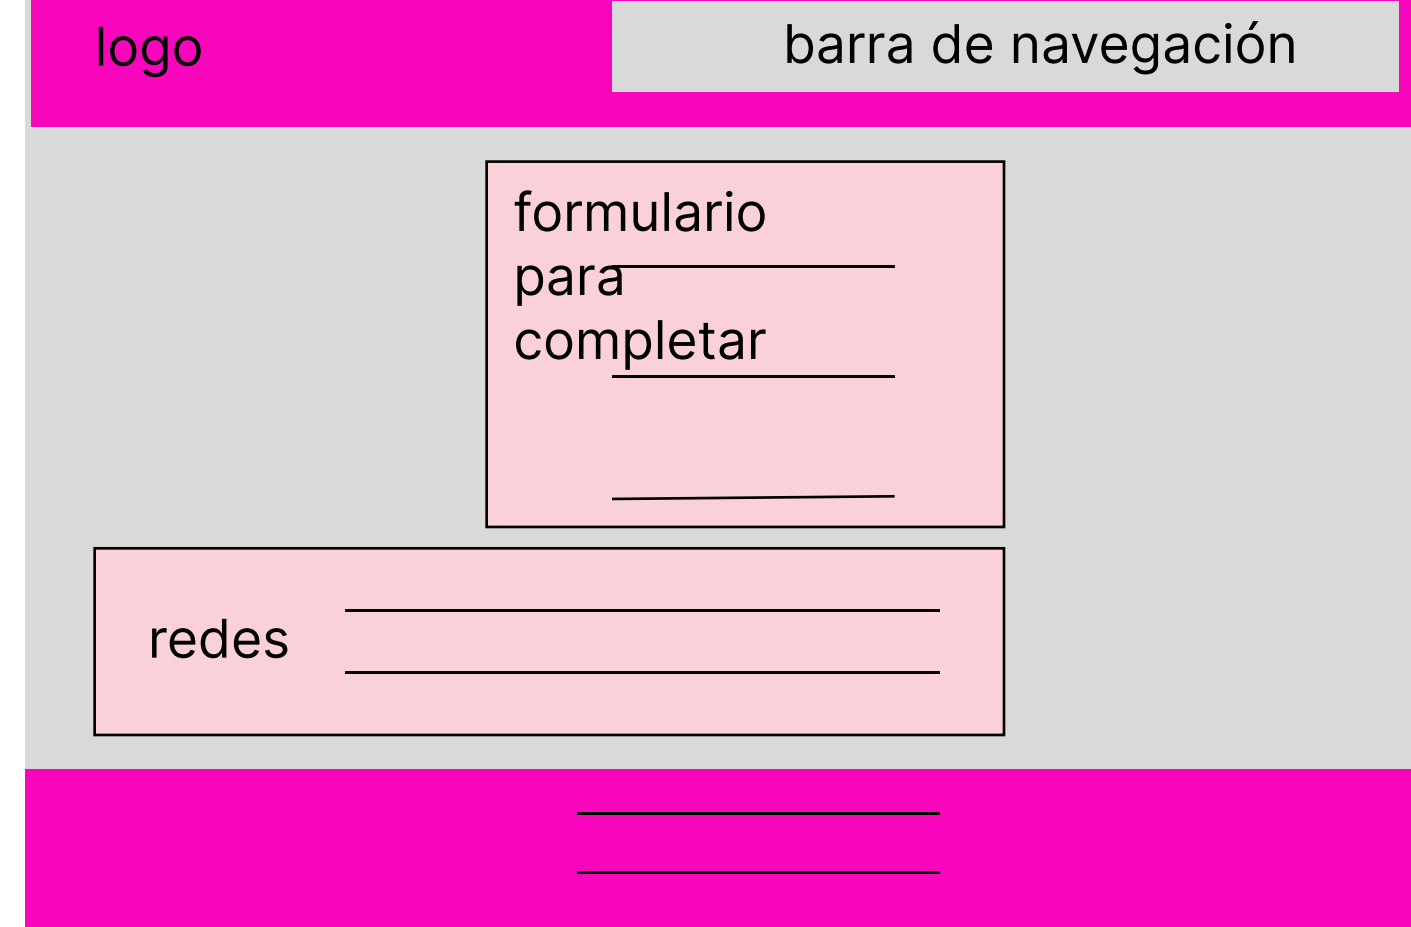 logo
barra de navegación
formulario
para
completar
redes